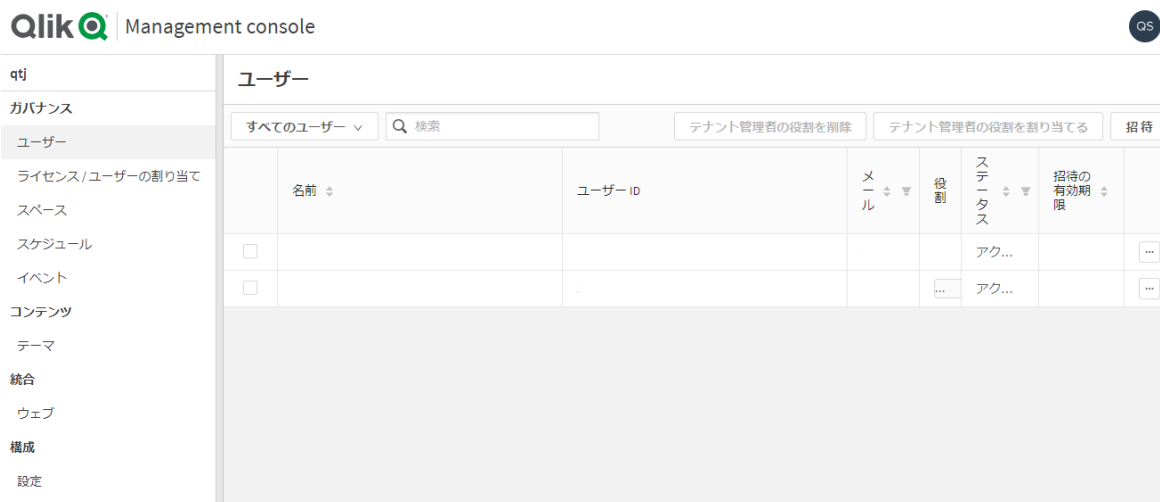 Qlik Q Management console
QS
qtj
ガバナンス
ユーザー
ライセンス / ユーザーの割り当て
スペース
スケジュール
イベント
コンテンツ
テーマ
統合
ウェブ
構成
設定
ユーザー
すべてのユーザー
検索
テナント管理者の役割を削除
テナント管理者の役割を割り当てる
招待
名前
ユーザー ID
メール
役割
ステータス
招待の
有効期
限
アク...
...
...
アク...
...